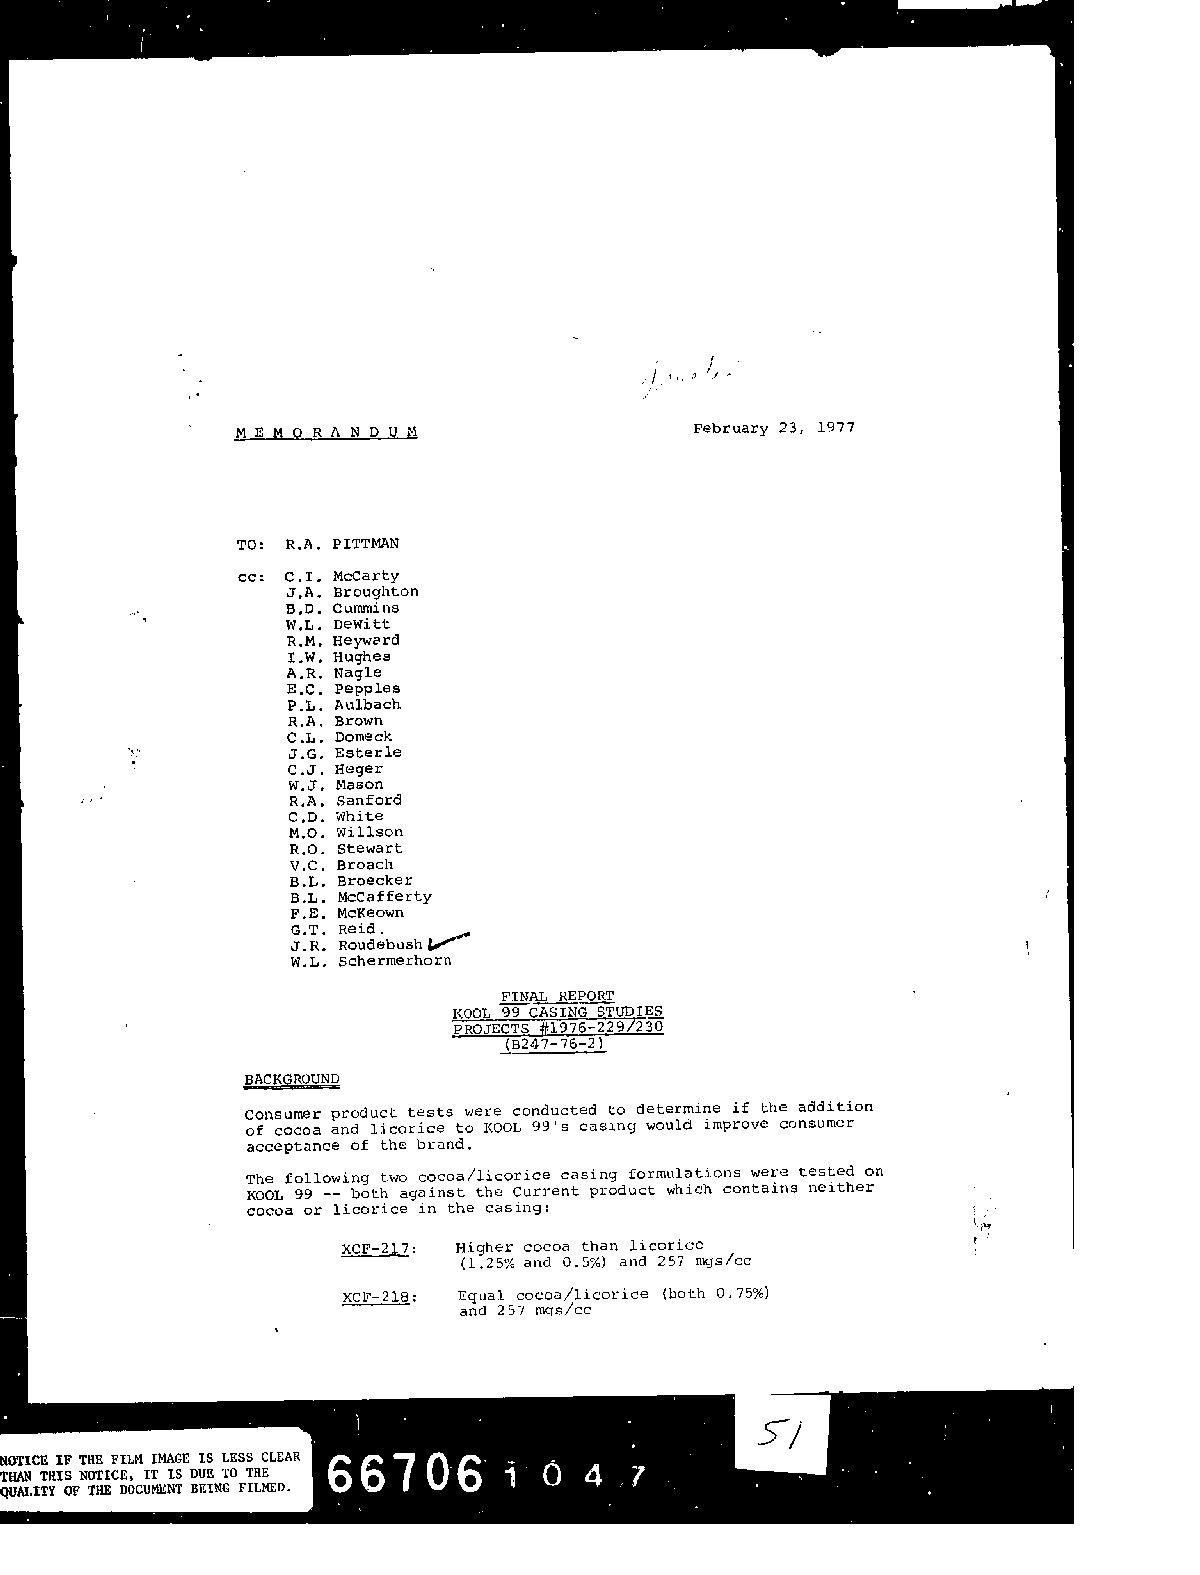 M E M O R A N D U M
February 23, 1977
TO: R.A. PITTMAN
cc: C.I. McCarty
J.A. Broughton
B.D. Cummins
W.L. DeWitt
R.M. Heyward
I.W. Hughes
A.R. Nagle
E.C. Pepples
P.L. Aulbach
R.A. Brown
C.L. Domeck
J.G. Esterle
C.J. Heger
W.J. Mason
R.A. Sanford
C.D. White
M.O. Willson
R.O. Stewart
V.C. Broach
B.L. Broecker
B.L. McCafferty
F.E. McKeown
G.T. Reid.
J.R. Roudebush
W.L. Schermerhorn
FINAL REPORT
KOOL 99 CASING STUDIES
PROJECTS #1976-229/230
(B247-76-2)
BACKGROUND
Consumer product tests were conducted to determine if the addition
of cocoa and licorice to KOOL 99's casing would improve consumer
acceptance of the brand.
The following two cocoa/licorice casing formulations were tested on
KOOL 99 -- both against the Current product which contains neither
cocoa or licorice in the casing:
XCF-217: Higher cocoa than licorice
(1.25% and 0.5%) and 257 mgs/cc
XCF-218: Equal cocoa/licorice (both 0.75%)
and 257 mgs/cc
51
NOTICE IF THE FILM IMAGE IS LESS CLEAR
THAN THIS NOTICE, IT IS DUE TO THE
QUALITY OF THE DOCUMENT BEING FILMED.
66706 1 0 4 7